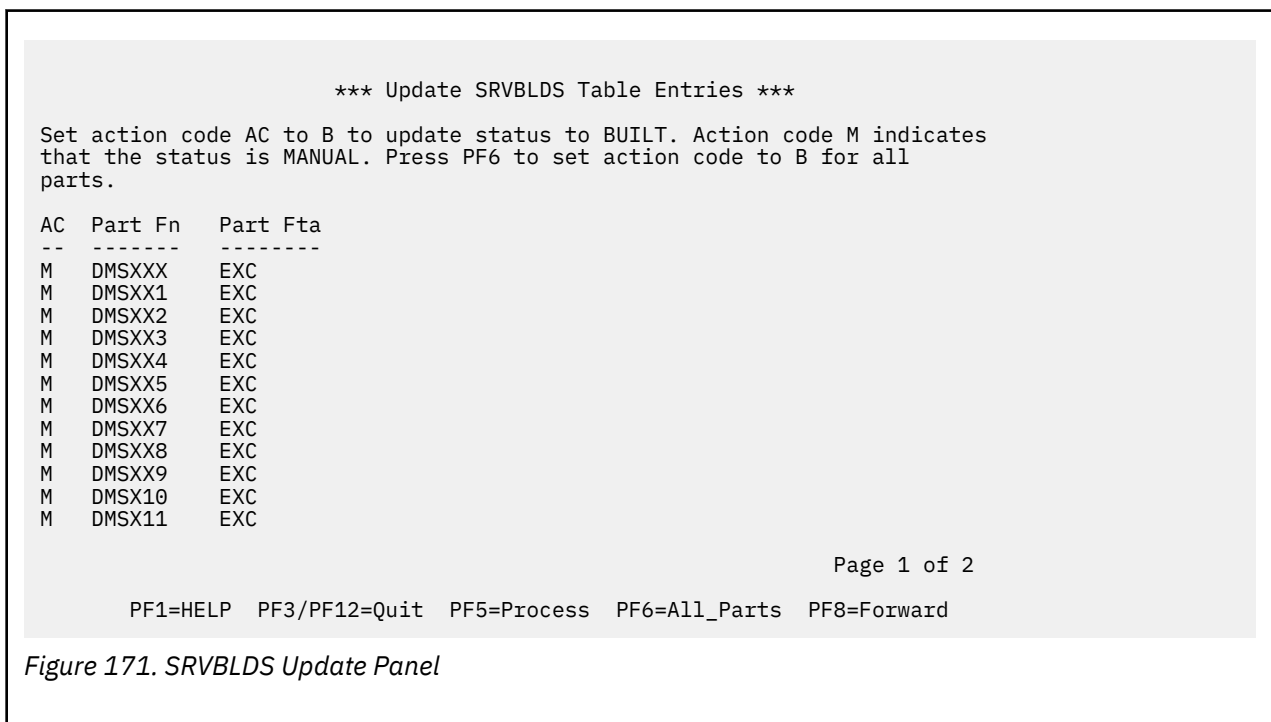 *** Update SRVBLDS Table Entries ***
Set action code AC to B to update status to BUILT. Action code M indicates
that the status is MANUAL. Press PF6 to set action code to B for all
parts.
AC  Part Fn   Part Fta
--  -------   --------
M   DMSXXX    EXC
M   DMSXX1    EXC
M   DMSXX2    EXC
M   DMSXX3    EXC
M   DMSXX4    EXC
M   DMSXX5    EXC
M   DMSXX6    EXC
M   DMSXX7    EXC
M   DMSXX8    EXC
M   DMSXX9    EXC
M   DMSX10    EXC
M   DMSX11    EXC
Page 1 of 2
PF1=HELP  PF3/PF12=Quit  PF5=Process  PF6=All_Parts  PF8=Forward
Figure 171. SRVBLDS Update Panel